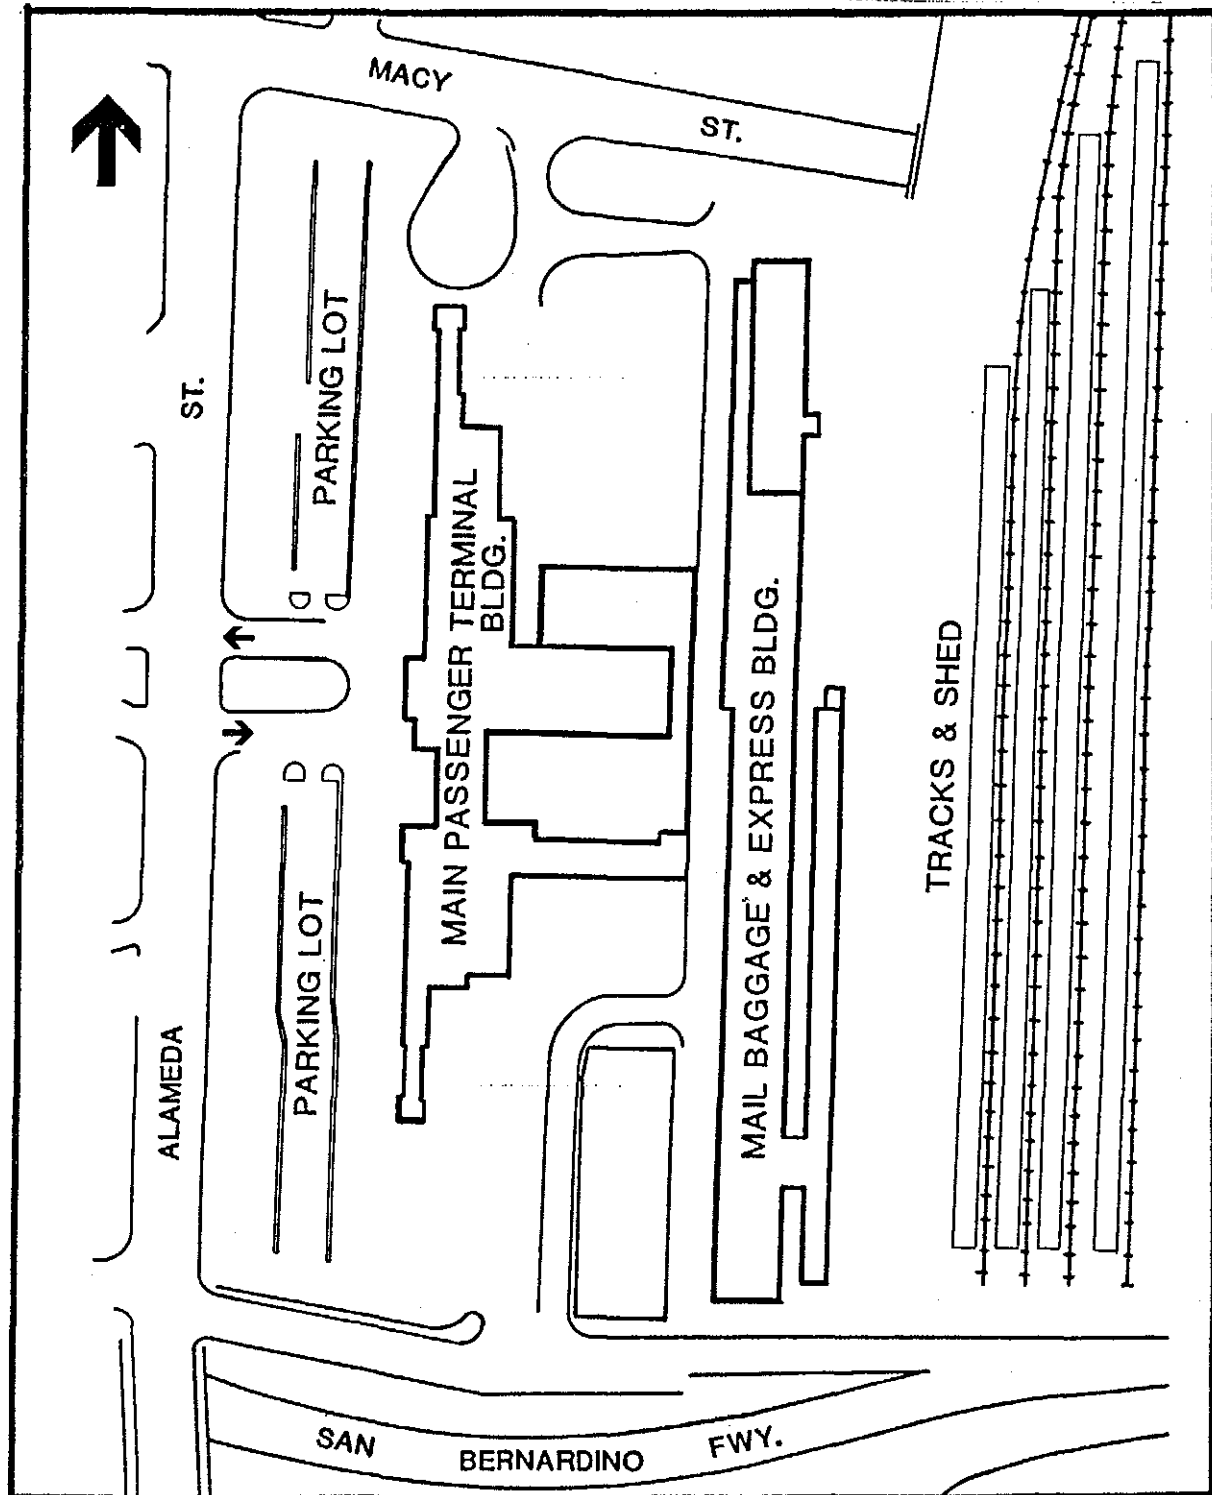 MACY
ST.
ST.
ALAMEDA
PARKING LOT
PARKING LOT
MAIN PASSENGER TERMINAL
BLDG.
MAIL BAGGAGE & EXPRESS BLDG.
TRACKS & SHED
SAN
BERNARDINO
FWY.